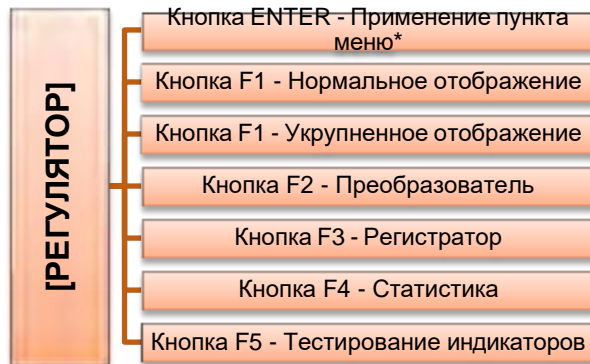 [РЕГУЛЯТОР]
Кнопка ENTER - Применение пункта
меню*
Кнопка F1 - Нормальное отображение
Кнопка F1 - Укрупненное отображение
Кнопка F2 - Преобразователь
Кнопка F3 - Регистратор
Кнопка F4 - Статистика
Кнопка F5 - Тестирование индикаторов